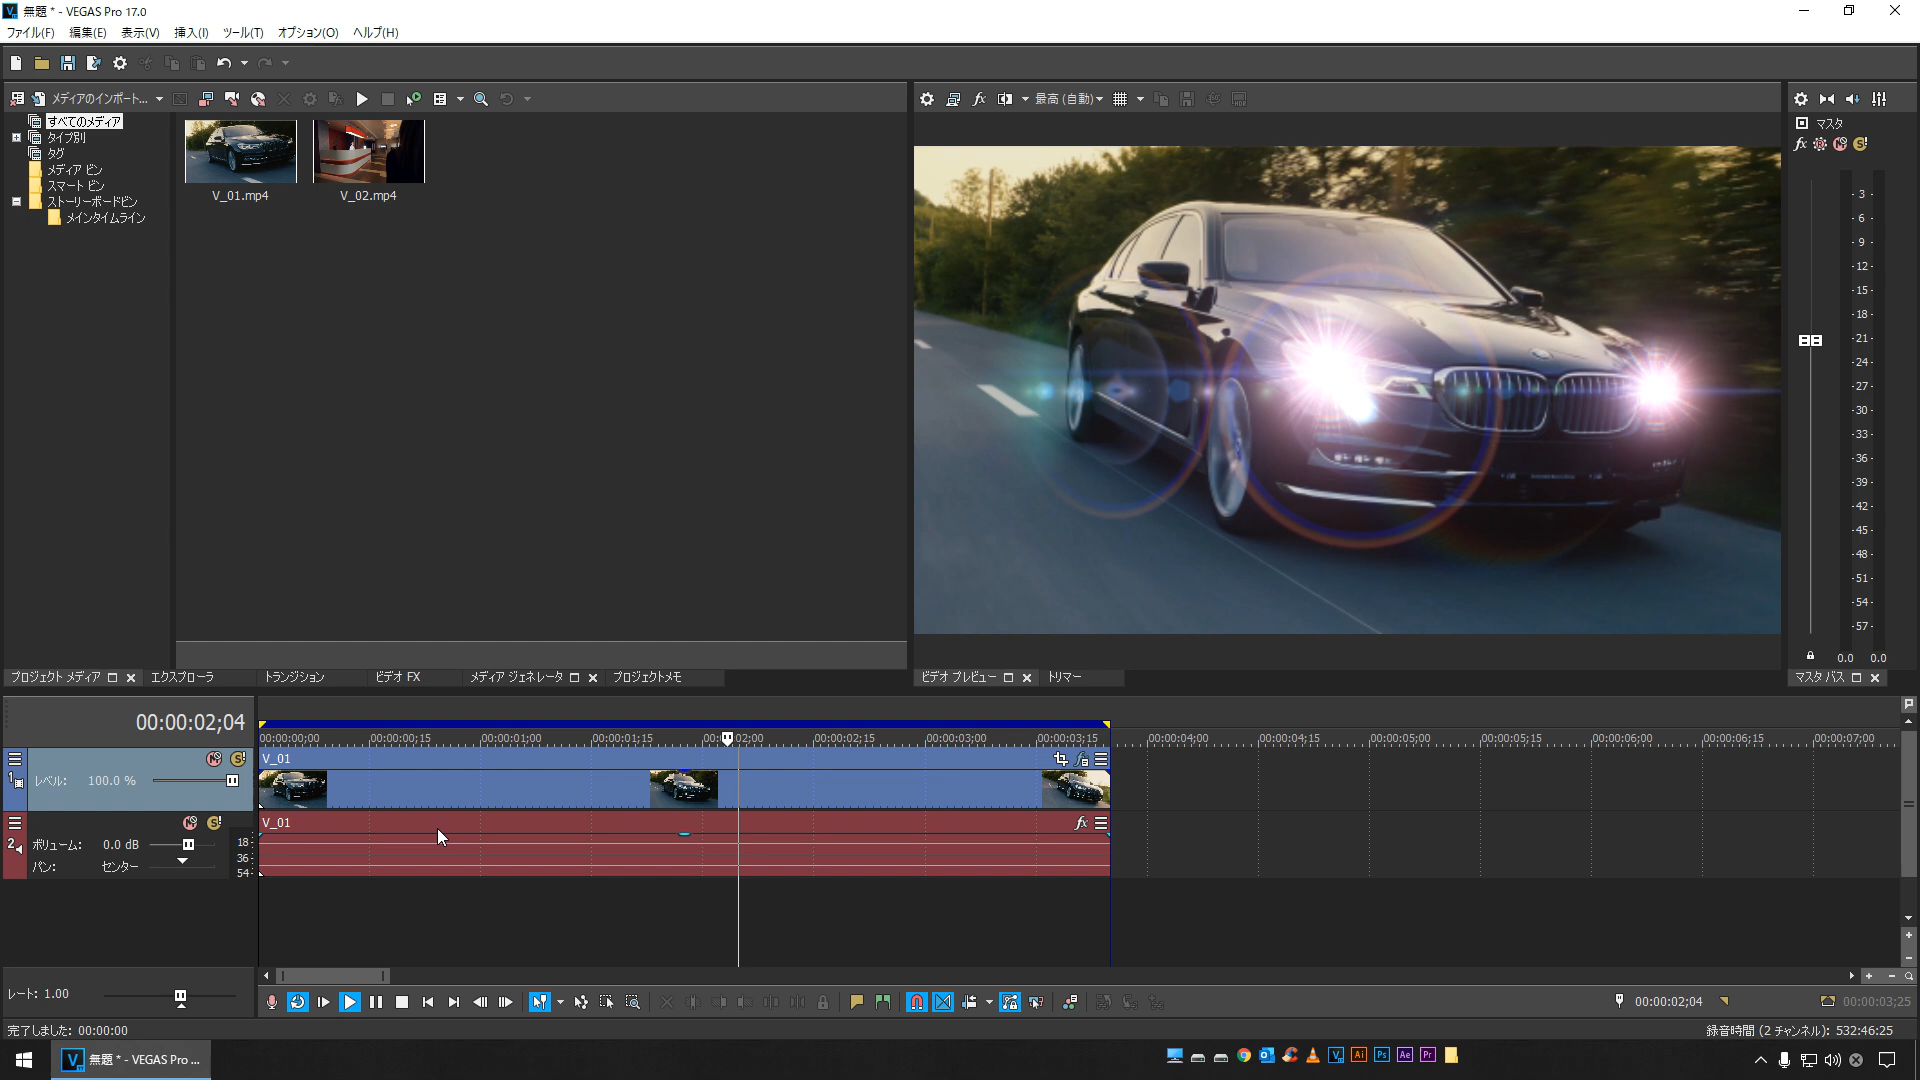 無題 * - VEGAS Pro 17.0
ファイル(F) 編集(E) 表示(V) 挿入(I) ツール(T) オプション(O) ヘルプ(H)
メディアのインポート...
すべてのメディア
タイプ別
タグ
メディア ビン
スマート ビン
ストーリーボードビン
メインタイムライン
V_01.mp4
V_02.mp4
最高 (自動)
マスタ
- 3 -
- 6 -
- 9 -
- 12 -
- 15 -
- 18 -
- 21 -
- 24 -
- 27 -
- 30 -
- 33 -
- 36 -
- 39 -
- 42 -
- 45 -
- 48 -
- 51 -
- 54 -
- 57 -
0.0 0.0
プロジェクト メディア エクスプローラ トランジション ビデオ FX メディア ジェネレータ プロジェクトメモ
ビデオ プレビュー トリマー
マスタ バス
00:00:02;04
00:00:00;00 00:00:00;15 00:00:01;00 00:00:01;15 00:00:02;00 00:00:02;15 00:00:03;00 00:00:03;15 00:00:04;00 00:00:04;15 00:00:05;00 00:00:05;15 00:00:06;00 00:00:06;15 00:00:07;00
1
レベル: 100.0 %
V_01
2
ボリューム: 0.0 dB
パン: センター
18
36
54
V_01
レート: 1.00
00:00:02;04
00:00:03;25
完了しました: 00:00:00
録音時間 (2 チャンネル): 532:46:25
無題 * - VEGAS Pro ...
Ai Ps Ae Pr